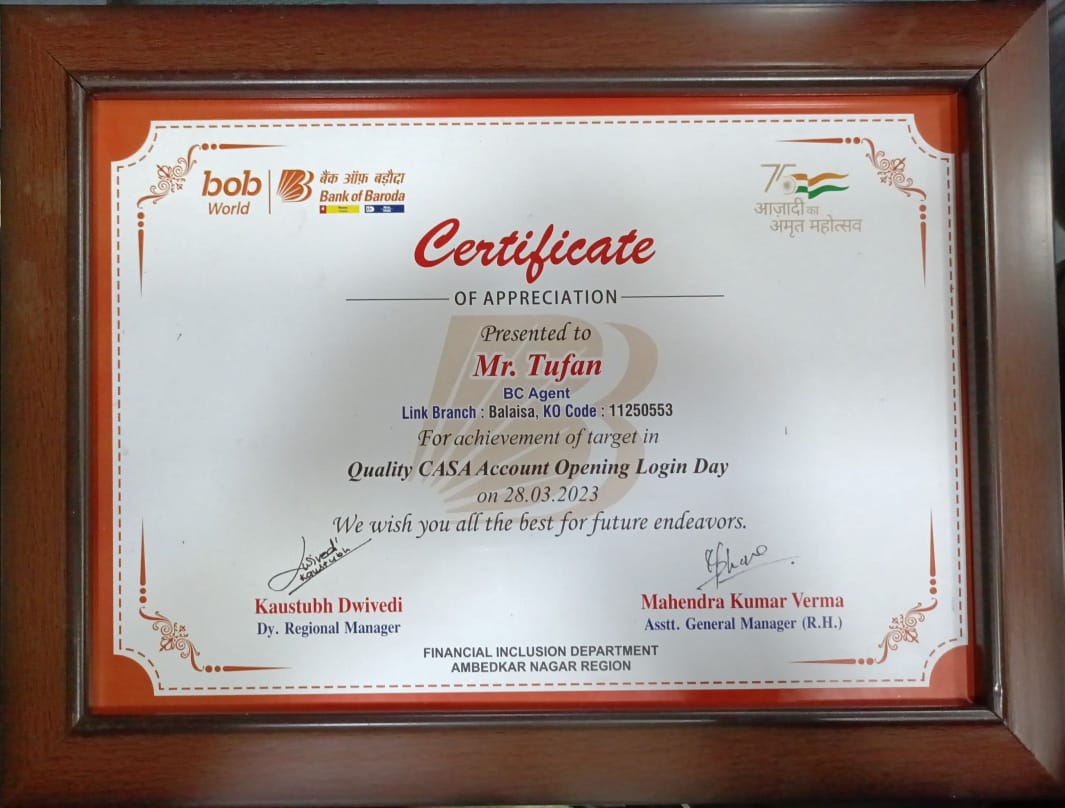 bob
World
बैंक ऑफ़ बड़ौदा
Bank of Baroda
75
आज़ादी का
अमृत महोत्सव
Certificate
OF APPRECIATION
Presented to
Mr. Tufan
BC Agent
Link Branch : Balaisa, KO Code : 11250553
For achievement of target in
Quality CASA Account Opening Login Day
on 28.03.2023
We wish you all the best for future endeavors.
Dwivedi
Kaustubh
Kaustubh Dwivedi
Dy. Regional Manager
Mahendra Kumar Verma
Asstt. General Manager (R.H.)
FINANCIAL INCLUSION DEPARTMENT
AMBEDKAR NAGAR REGION